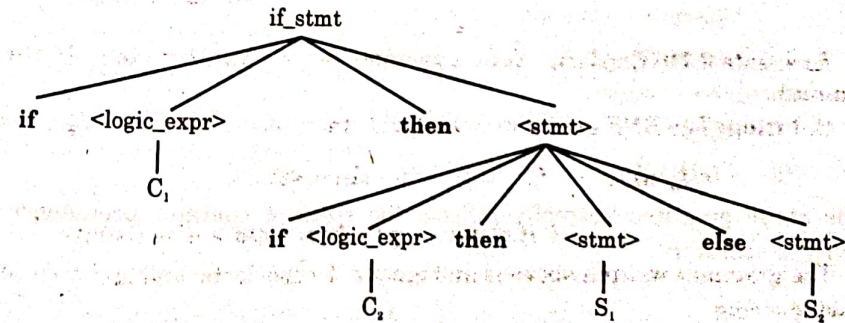 if_stmt
if <logic_expr> then <stmt>
C₁
if <logic_expr> then <stmt> else <stmt>
C₂ S₁ S₂